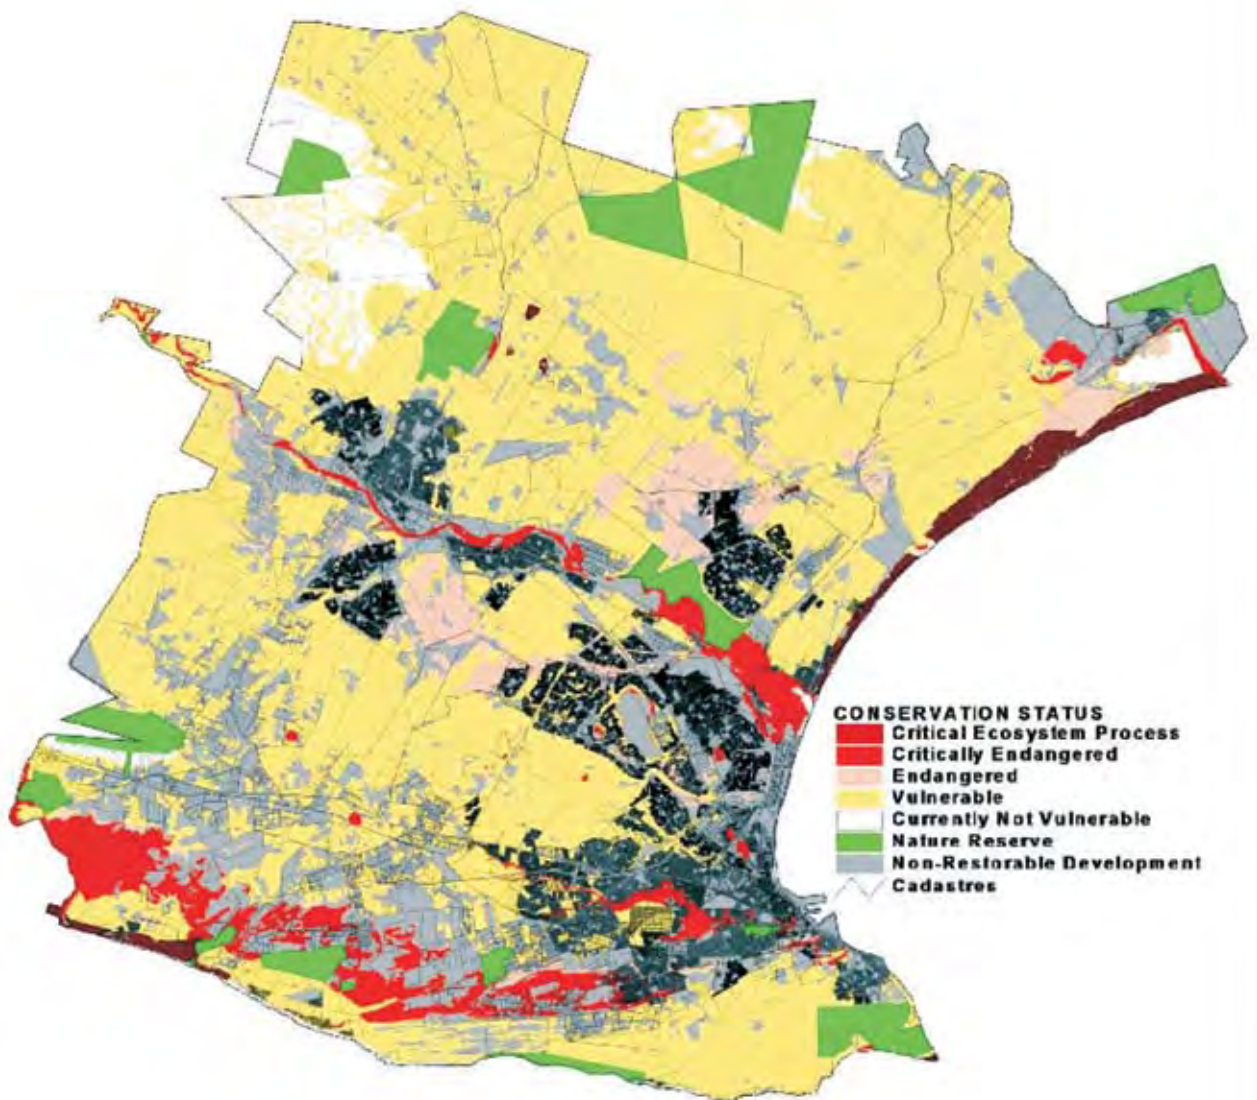 CONSERVATION STATUS
Critical Ecosystem Process
Critically Endangered
Endangered
Vulnerable
Currently Not Vulnerable
Nature Reserve
Non-Restorable Development
Cadastres